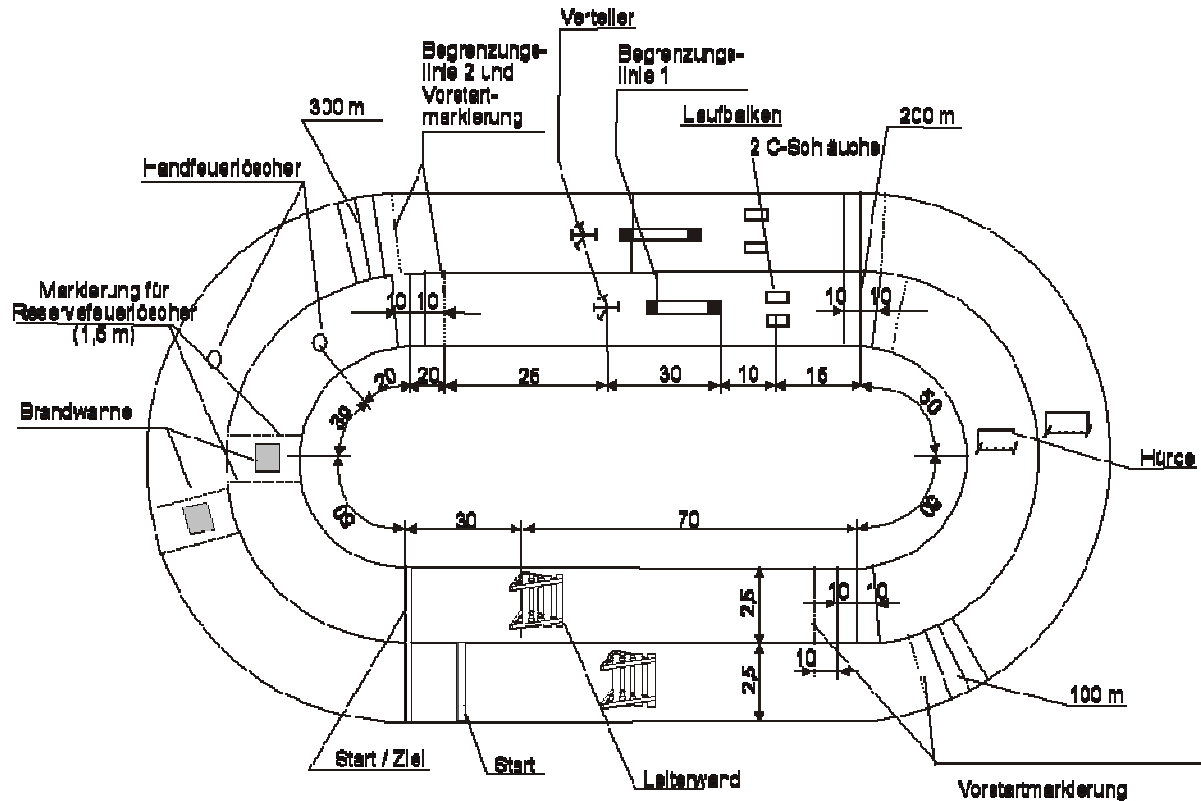 Verteiler
Begrenzungs-
linie 2 und
Vorstart-
markierung
Begrenzungs-
linie 1
Laufbalken
2 C-Schläuche
300 m
200 m
Handfeuerlöscher
Markierung für
Reservefeuerlöscher
(1,5 m)
Brandwanne
10 10
10 10
20 20 25 30 10 15
30
50
Hürde
50
50
30 70
2,5
10 10
10
2,5
100 m
Start / Ziel
Start
Leiterwand
Vorstartmarkierung